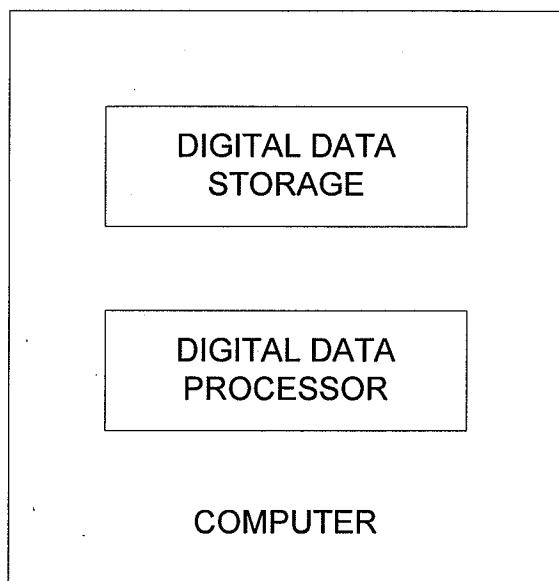 DIGITAL DATA
STORAGE
DIGITAL DATA
PROCESSOR
COMPUTER